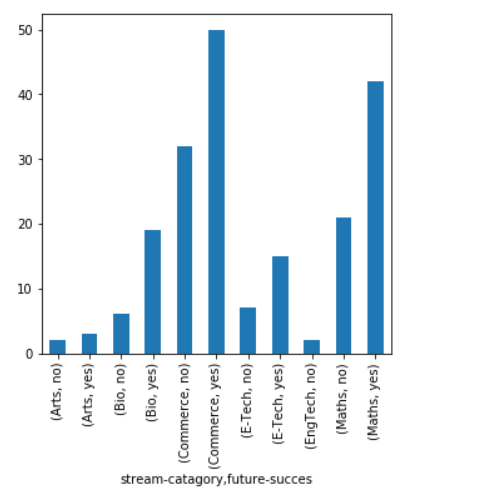 50
40
30
20
10
0
(Arts, no)
(Arts, yes)
(Bio, no)
(Bio, yes)
(Commerce, no)
(Commerce, yes)
(E-Tech, no)
(E-Tech, yes)
(EngTech, no)
(Maths, no)
(Maths, yes)
stream-catagory,future-succes